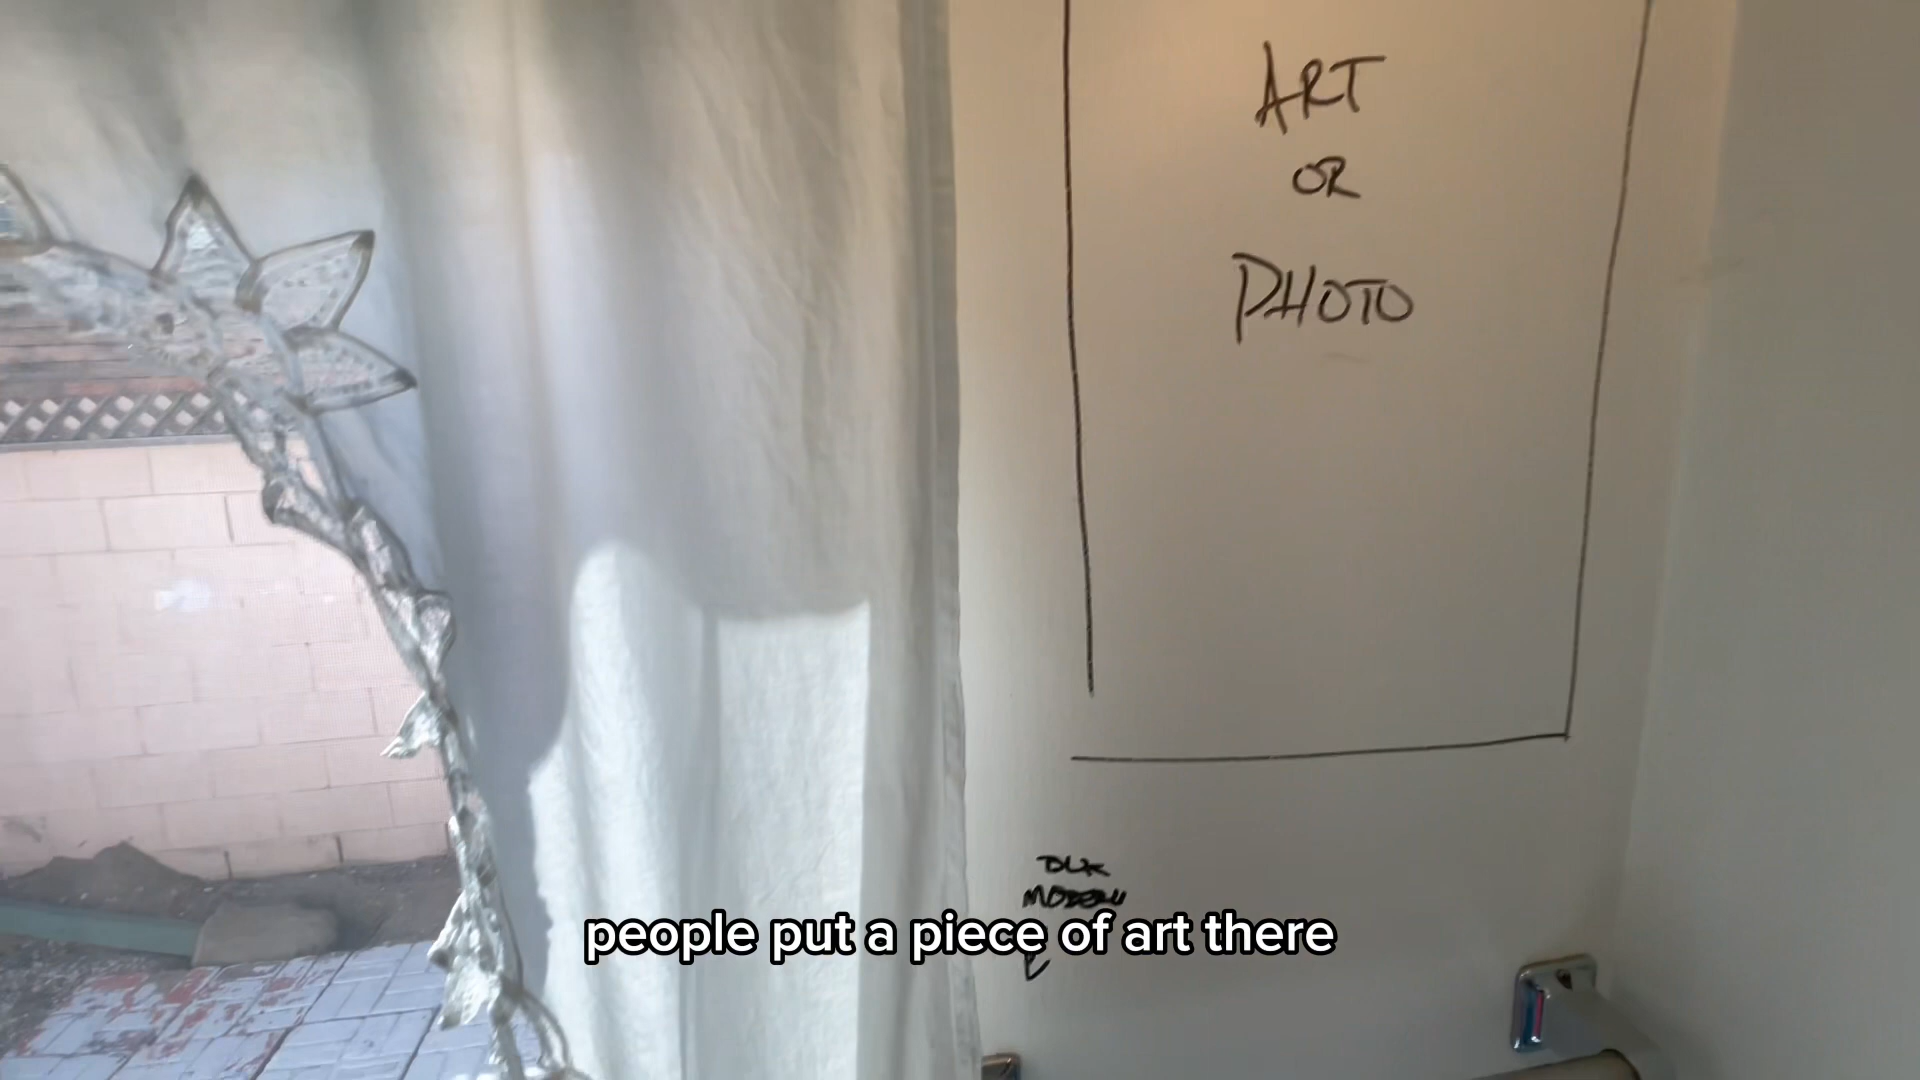 ART
OR
PHOTO
people put a piece of art there